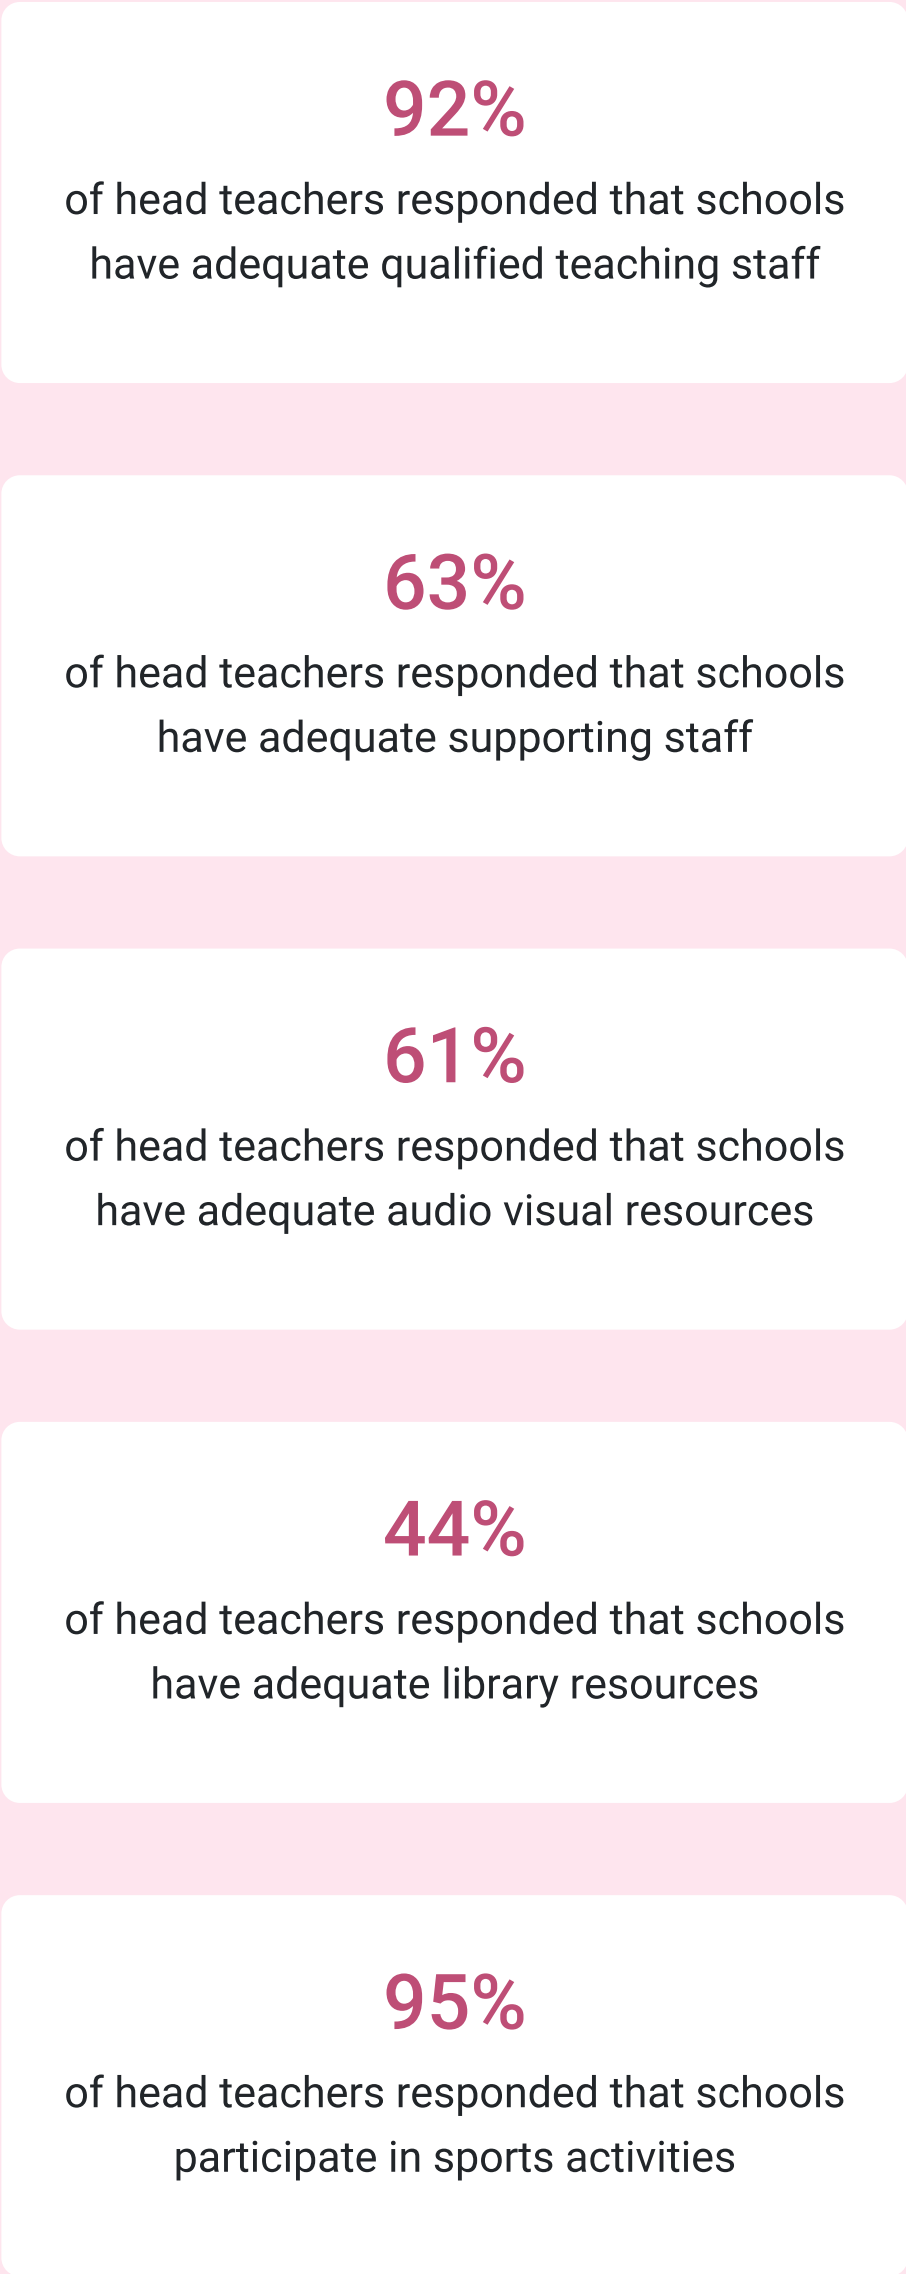 92%
of head teachers responded that schools
have adequate qualified teaching staff
63%
of head teachers responded that schools
have adequate supporting staff
61%
of head teachers responded that schools
have adequate audio visual resources
44%
of head teachers responded that schools
have adequate library resources
95%
of head teachers responded that schools
participate in sports activities